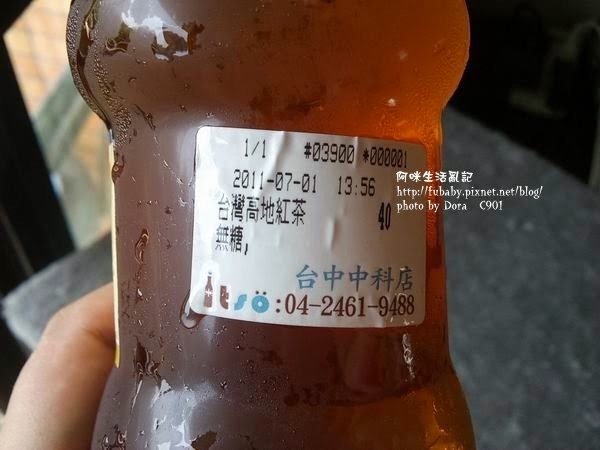 1/1 #03900 *000001
2011-07-01 13:56
台灣高地紅茶 40
無糖,
台中中科店
:04-2461-9488
阿咪生活亂記
http://fubaby.pixnet.net/blog/
photo by Dora C901